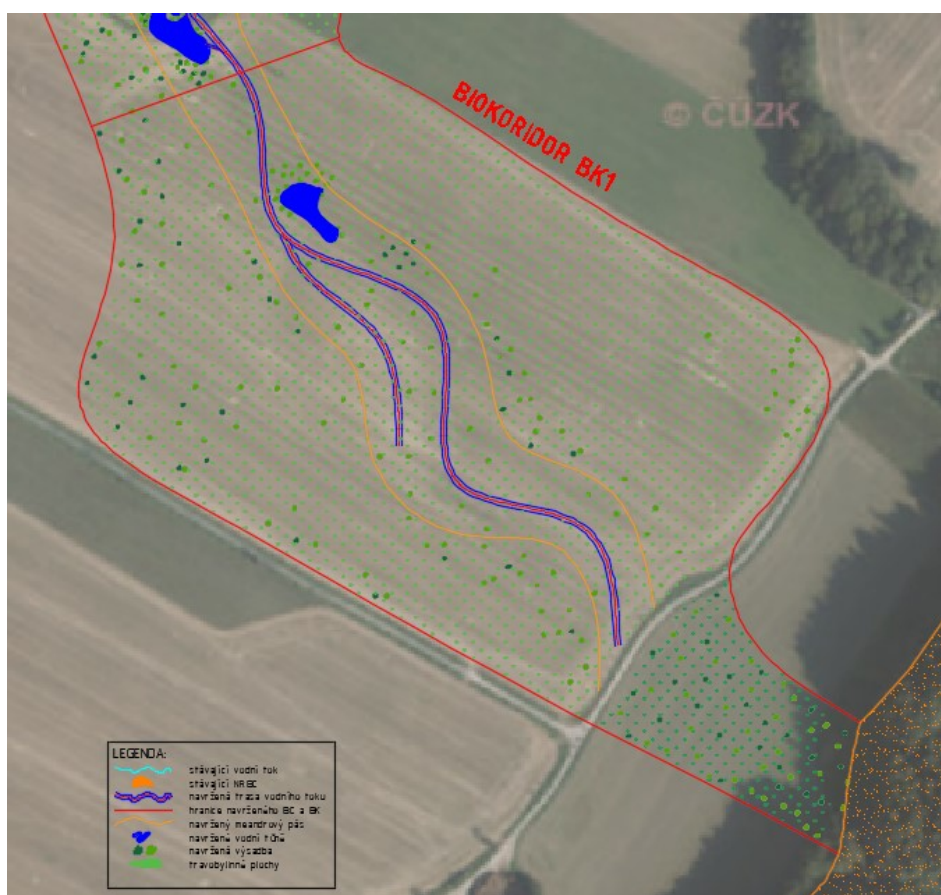 BIOKORIDOR BK1
© ČÚZK
LEGENDA:
stávající vodní tok
stávající NRBC
navržená trasa vodního toku
hranice navrženého BC a BK
navržený meandrový pás
navržené vodní tůně
navržená výsadba
travobylinné plochy